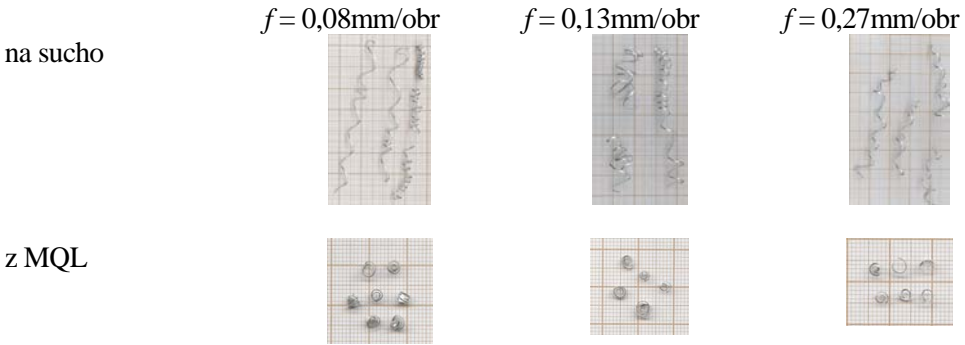 f = 0,08mm/obr f = 0,13mm/obr f = 0,27mm/obr
na sucho
z MQL